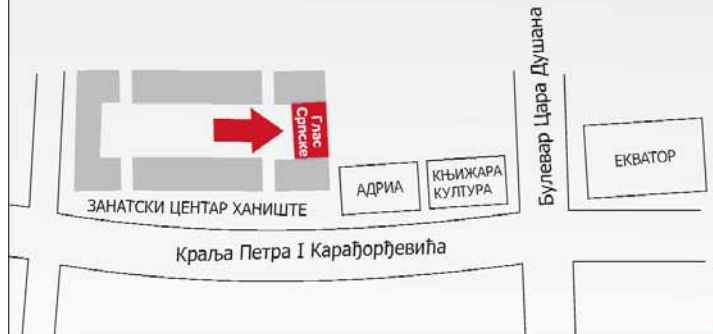 Глас
Српске
ЗАНАТСКИ ЦЕНТАР ХАНИШТЕ
АДРИА
КЊИЖАРА
КУЛТУРА
Булевар Цара Душана
ЕКВАТОР
Краља Петра I Карађорђевића